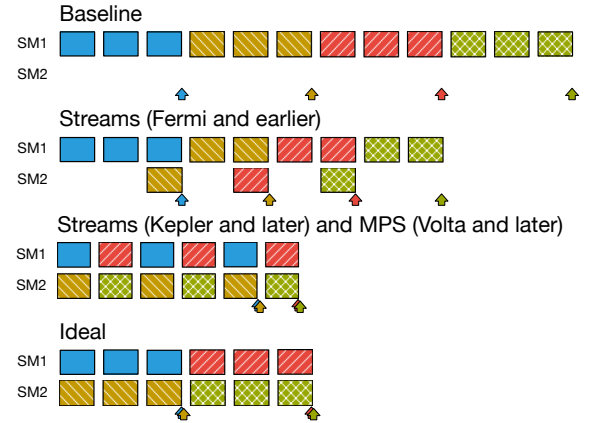 Baseline
SM1
SM2
Streams (Fermi and earlier)
SM1
SM2
Streams (Kepler and later) and MPS (Volta and later)
SM1
SM2
Ideal
SM1
SM2